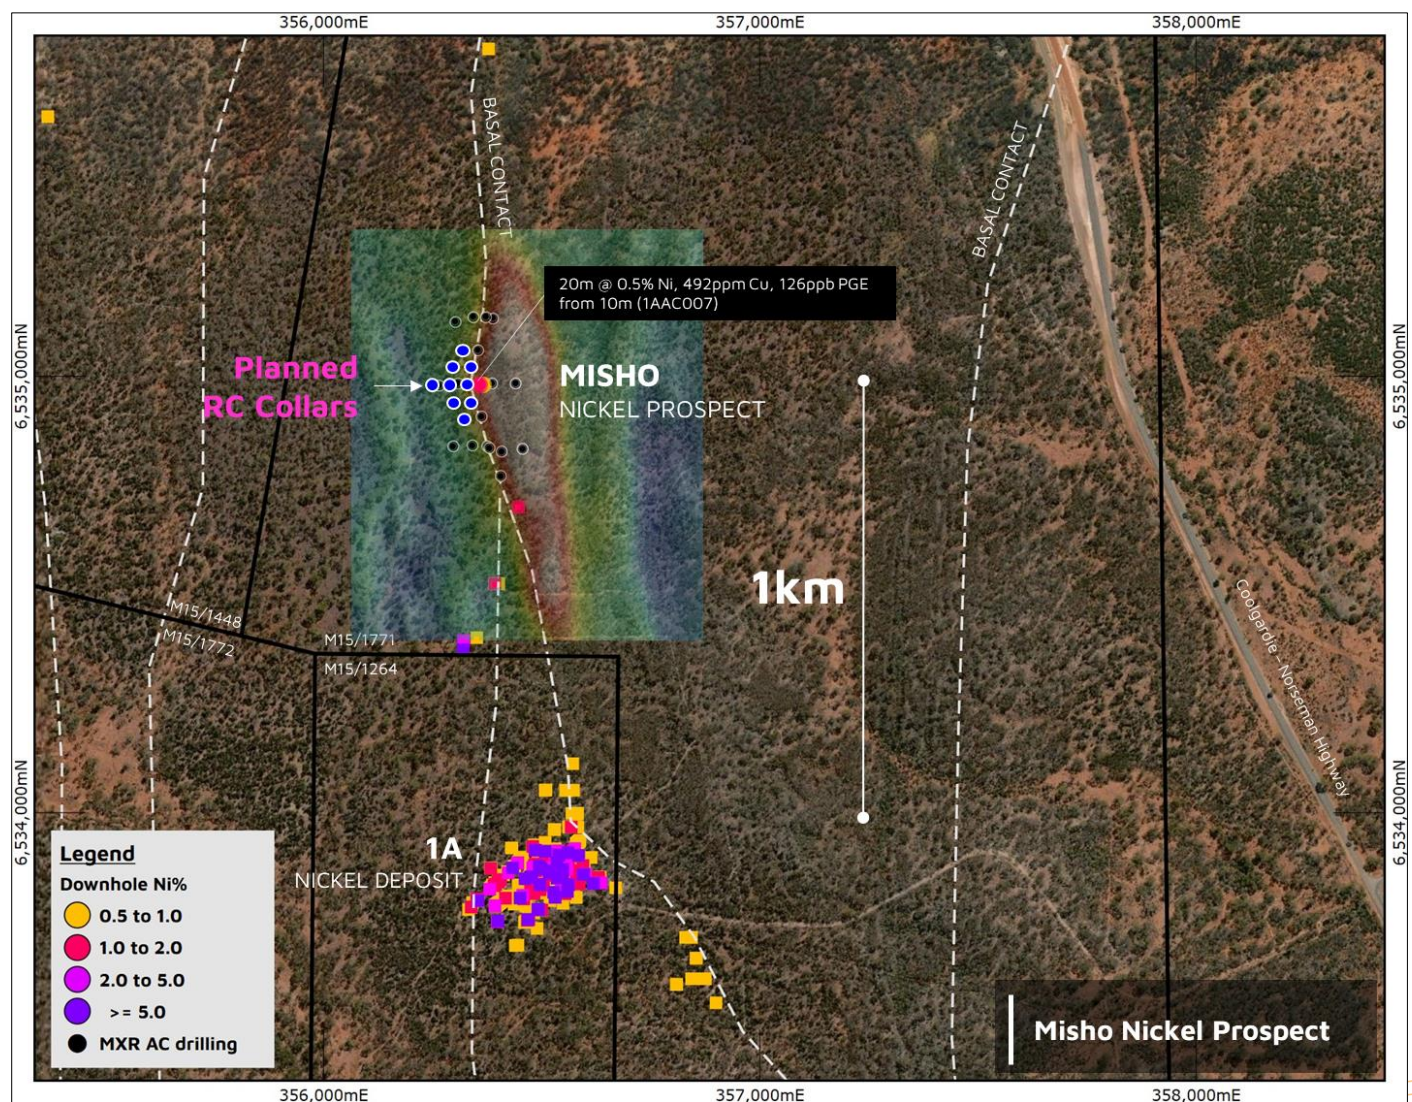 356,000mE
357,000mE
358,000mE
BASAL CONTACT
BASAL CONTACT
20m @ 0.5% Ni, 492ppm Cu, 126ppb PGE
from 10m (1AAC007)
6,535,000mN
6,535,000mN
Planned
RC Collars
MISHO
NICKEL PROSPECT
1km
Coolgardie - Norseman Highway
M15/1448
M15/1772
M15/1771
M15/1264
6,534,000mN
6,534,000mN
1A
NICKEL DEPOSIT
Legend
Downhole Ni%
0.5 to 1.0
1.0 to 2.0
2.0 to 5.0
>= 5.0
MXR AC drilling
Misho Nickel Prospect
356,000mE
357,000mE
358,000mE